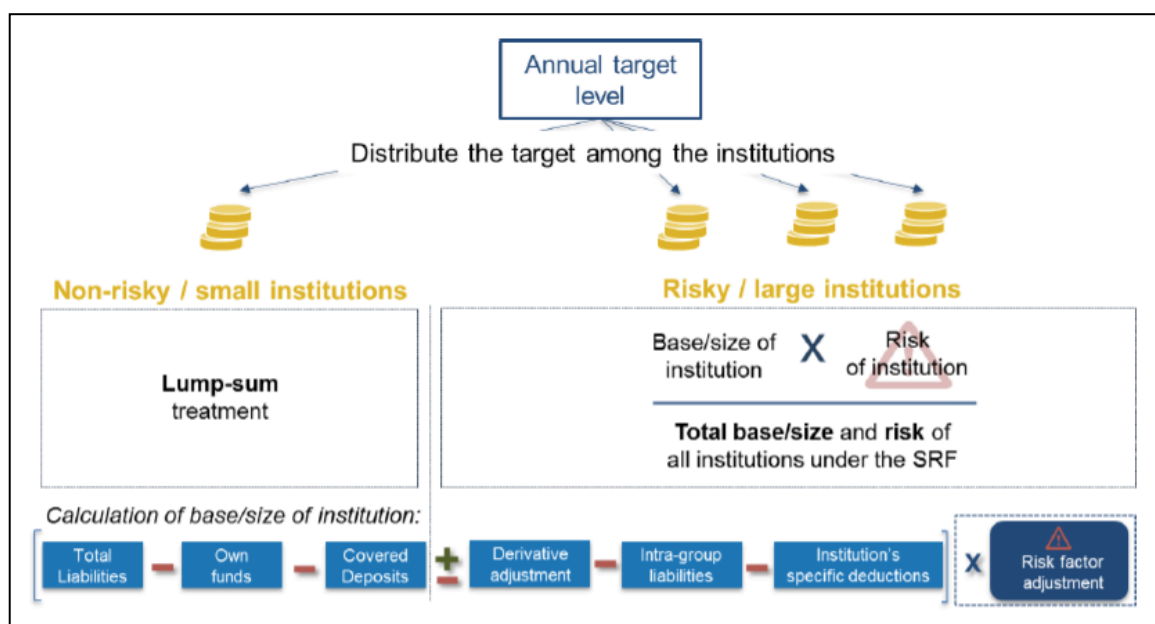 Annual target
level
Distribute the target among the institutions
Non-risky / small institutions
Risky / large institutions
Lump-sum
treatment
Base/size of
institution
X
Risk
of institution
Total base/size and risk of
all institutions under the SRF
Calculation of base/size of institution:
Total
Liabilities
Own
funds
Covered
Deposits
Derivative
adjustment
Intra-group
liabilities
Institution's
specific deductions
X
Risk factor
adjustment